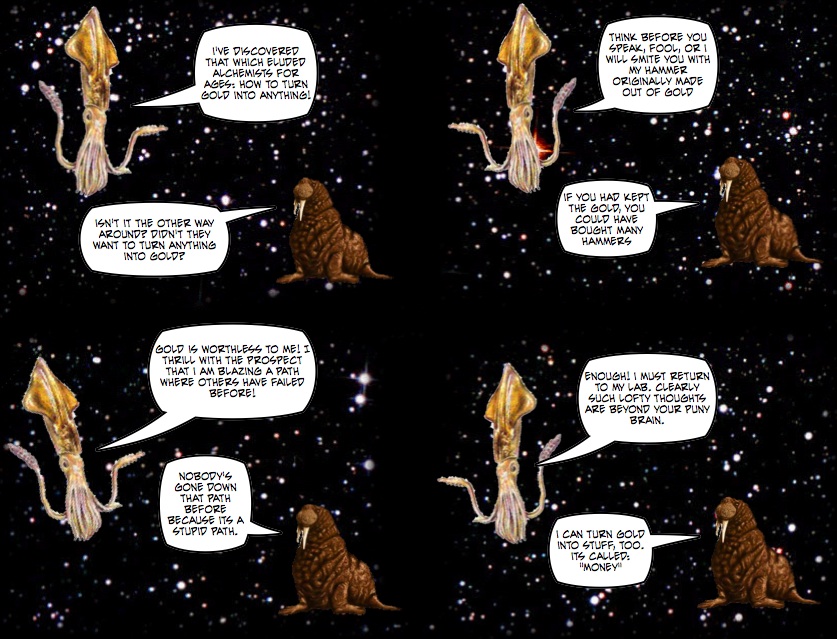 I'VE DISCOVERED
THAT WHICH ELUDED
ALCHEMISTS FOR
AGES: HOW TO TURN
GOLD INTO ANYTHING!
ISN'T IT THE OTHER WAY
AROUND? DIDN'T THEY
WANT TO TURN ANYTHING
INTO GOLD?
THINK BEFORE YOU
SPEAK, FOOL, OR I
WILL SMITE YOU WITH
MY HAMMER
ORIGINALLY MADE
OUT OF GOLD
IF YOU HAD KEPT
THE GOLD, YOU
COULD HAVE
BOUGHT MANY
HAMMERS
GOLD IS WORTHLESS TO ME! I
THRILL WITH THE PROSPECT
THAT I AM BLAZING A PATH
WHERE OTHERS HAVE FAILED
BEFORE!
NOBODY'S
GONE DOWN
THAT PATH
BEFORE
BECAUSE ITS A
STUPID PATH.
ENOUGH! I MUST RETURN
TO MY LAB. CLEARLY
SUCH LOFTY THOUGHTS
ARE BEYOND YOUR PUNY
BRAIN.
I CAN TURN GOLD
INTO STUFF, TOO.
ITS CALLED:
"MONEY"